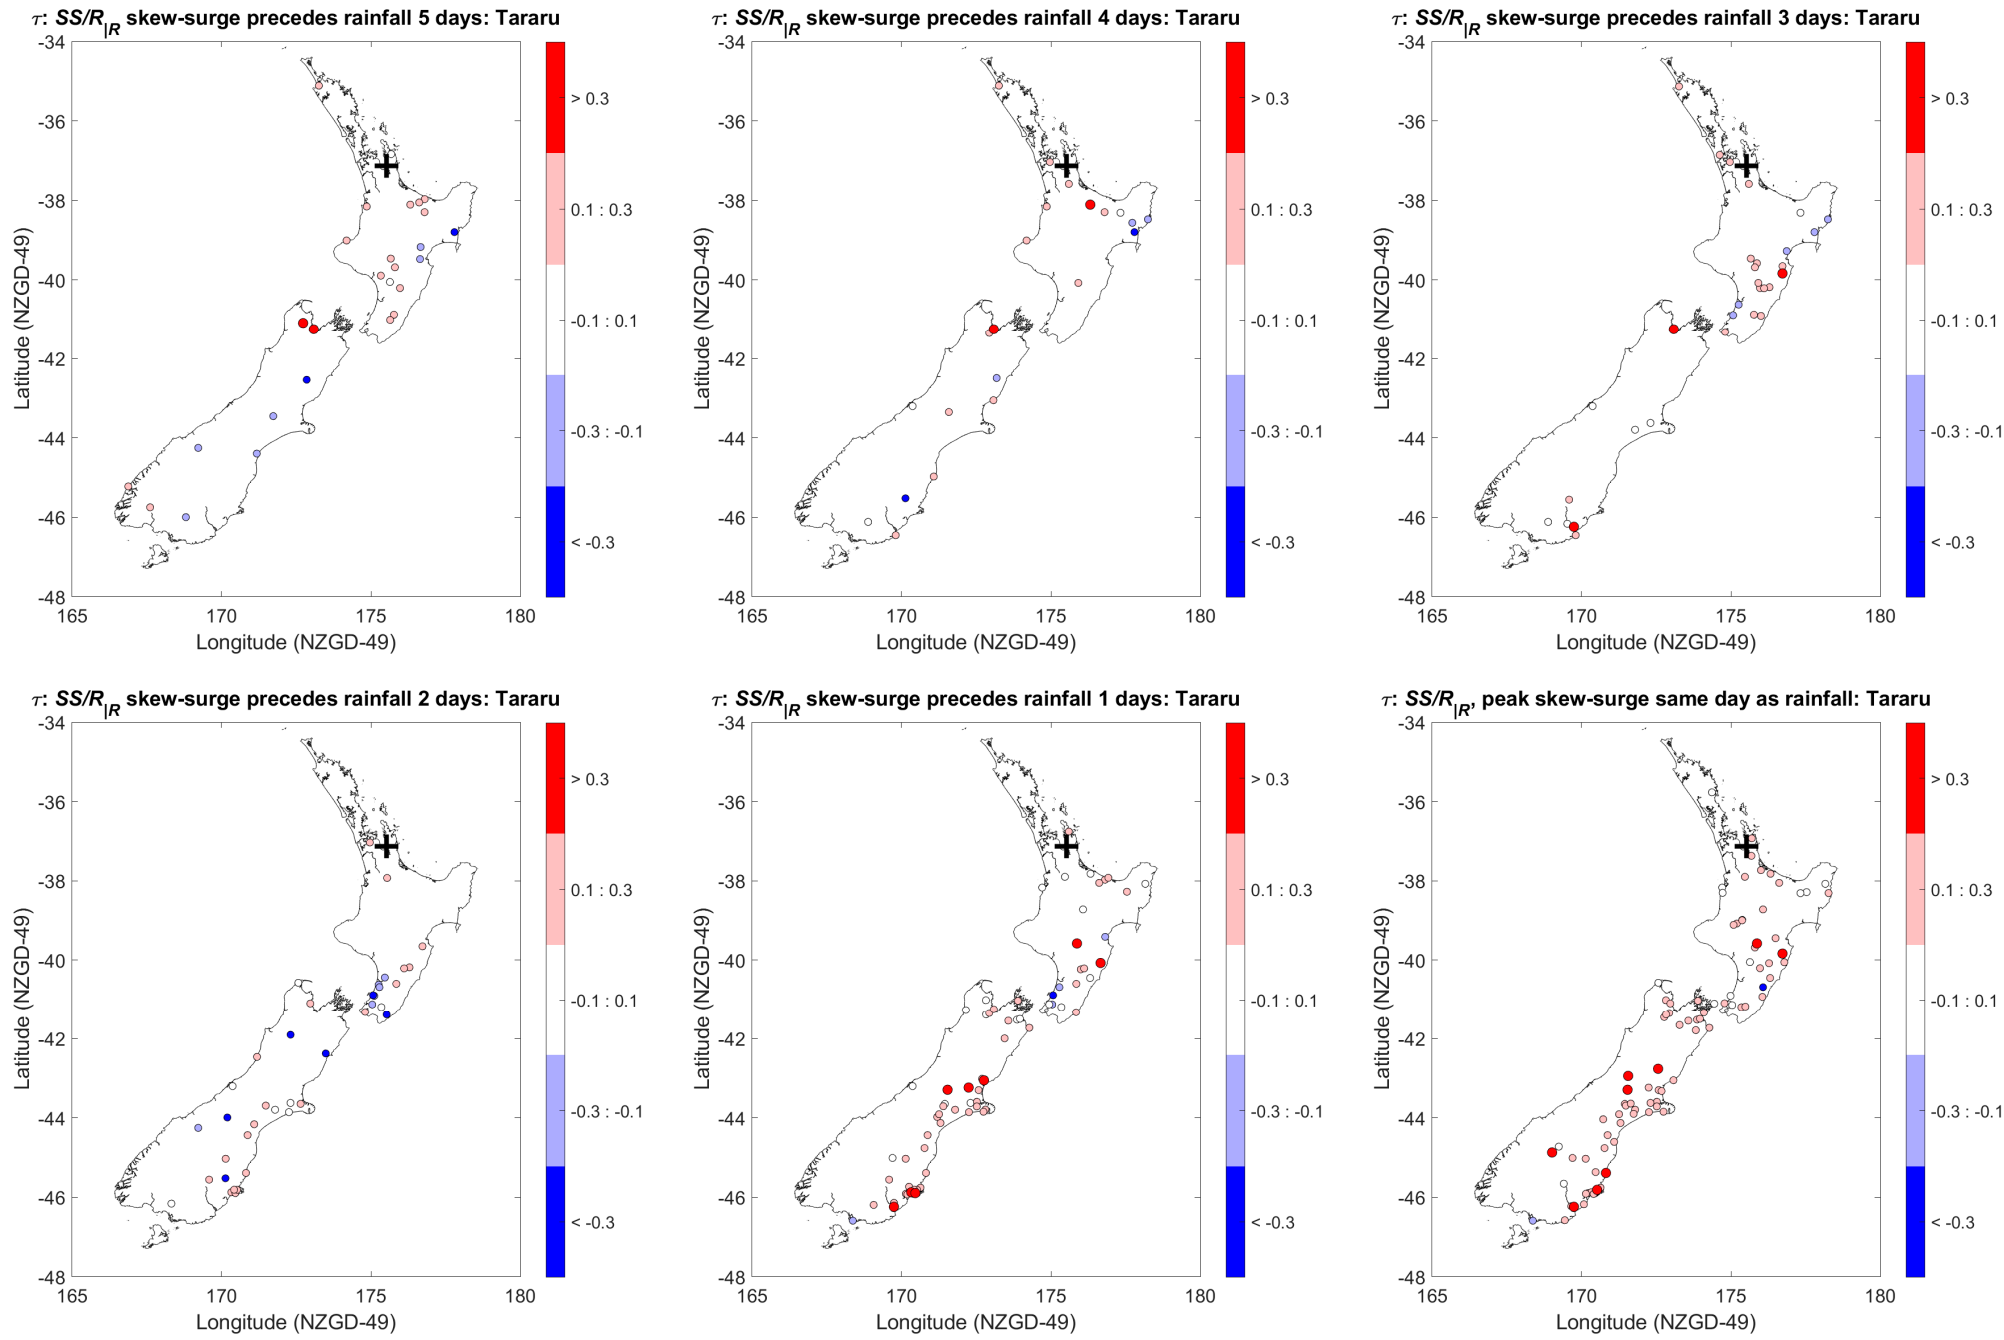 τ: SS/R|R skew-surge precedes rainfall 5 days: Tararu
-34
-36
-38
-40
-42
-44
-46
-48
165
170
175
180
Latitude (NZGD-49)
Longitude (NZGD-49)
> 0.3
0.1 : 0.3
-0.1 : 0.1
-0.3 : -0.1
< -0.3
τ: SS/R|R skew-surge precedes rainfall 4 days: Tararu
-34
-36
-38
-40
-42
-44
-46
-48
165
170
175
180
Latitude (NZGD-49)
Longitude (NZGD-49)
> 0.3
0.1 : 0.3
-0.1 : 0.1
-0.3 : -0.1
< -0.3
τ: SS/R|R skew-surge precedes rainfall 3 days: Tararu
-34
-36
-38
-40
-42
-44
-46
-48
165
170
175
180
Latitude (NZGD-49)
Longitude (NZGD-49)
> 0.3
0.1 : 0.3
-0.1 : 0.1
-0.3 : -0.1
< -0.3
τ: SS/R|R skew-surge precedes rainfall 2 days: Tararu
-34
-36
-38
-40
-42
-44
-46
-48
165
170
175
180
Latitude (NZGD-49)
Longitude (NZGD-49)
> 0.3
0.1 : 0.3
-0.1 : 0.1
-0.3 : -0.1
< -0.3
τ: SS/R|R skew-surge precedes rainfall 1 days: Tararu
-34
-36
-38
-40
-42
-44
-46
-48
165
170
175
180
Latitude (NZGD-49)
Longitude (NZGD-49)
> 0.3
0.1 : 0.3
-0.1 : 0.1
-0.3 : -0.1
< -0.3
τ: SS/R|R, peak skew-surge same day as rainfall: Tararu
-34
-36
-38
-40
-42
-44
-46
-48
165
170
175
180
Latitude (NZGD-49)
Longitude (NZGD-49)
> 0.3
0.1 : 0.3
-0.1 : 0.1
-0.3 : -0.1
< -0.3